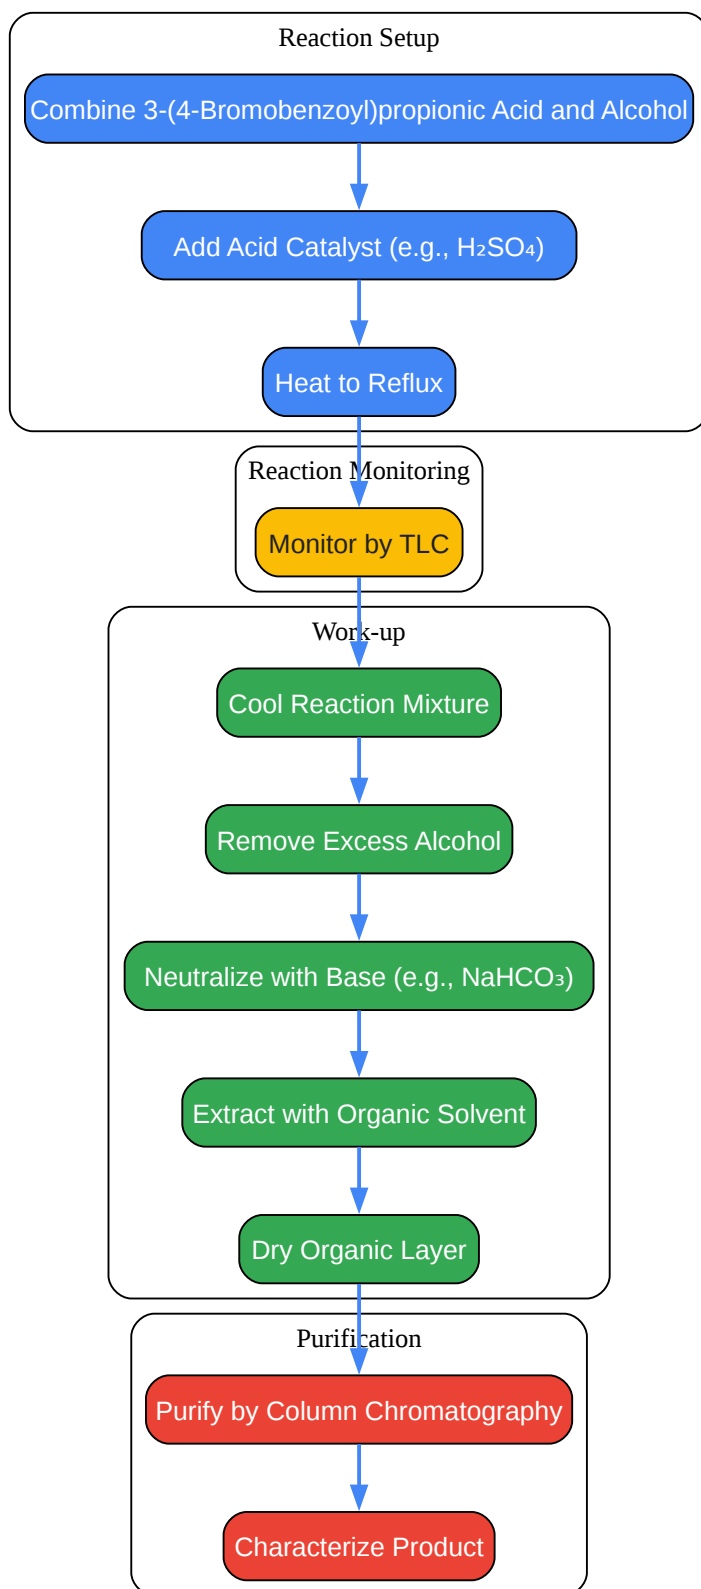 Reaction Setup
Combine 3-(4-Bromobenzoyl)propionic Acid and Alcohol
Add Acid Catalyst (e.g., H₂SO₄)
Heat to Reflux
Reaction Monitoring
Monitor by TLC
Work-up
Cool Reaction Mixture
Remove Excess Alcohol
Neutralize with Base (e.g., NaHCO₃)
Extract with Organic Solvent
Dry Organic Layer
Purification
Purify by Column Chromatography
Characterize Product